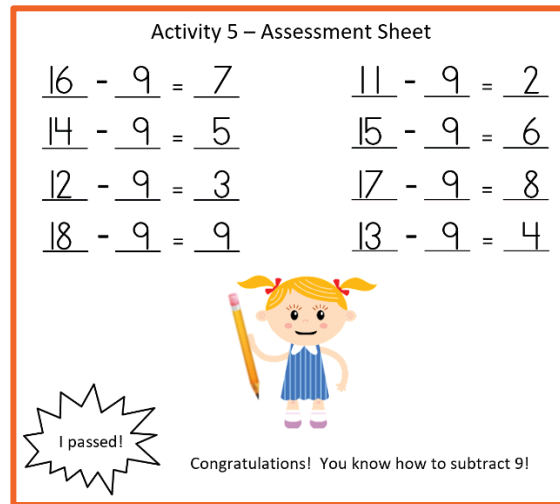 Activity 5 – Assessment Sheet
16 - 9 = 7
11 - 9 = 2
14 - 9 = 5
15 - 9 = 6
12 - 9 = 3
17 - 9 = 8
18 - 9 = 9
13 - 9 = 4
I passed!
Congratulations! You know how to subtract 9!